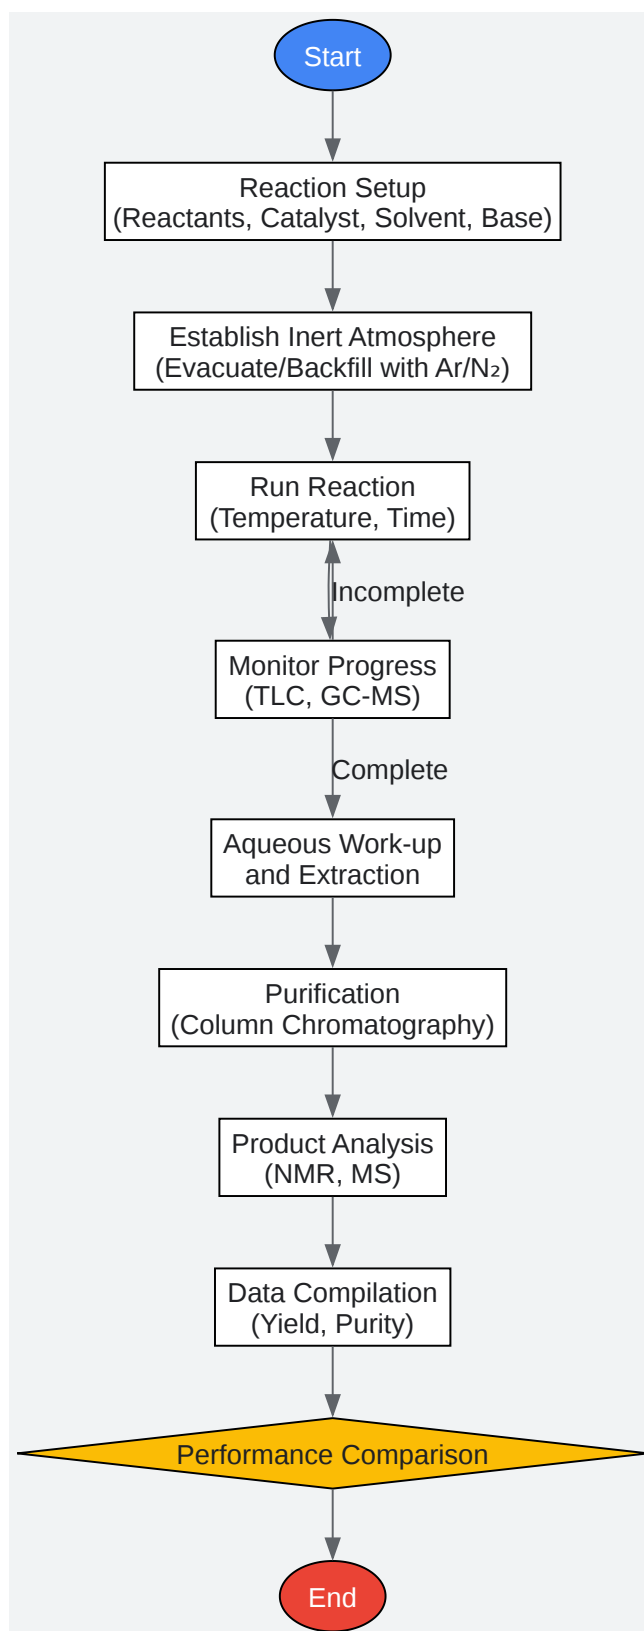 Start
Reaction Setup
(Reactants, Catalyst, Solvent, Base)
Establish Inert Atmosphere
(Evacuate/Backfill with Ar/N₂)
Run Reaction
(Temperature, Time)
Incomplete
Monitor Progress
(TLC, GC-MS)
Complete
Aqueous Work-up
and Extraction
Purification
(Column Chromatography)
Product Analysis
(NMR, MS)
Data Compilation
(Yield, Purity)
Performance Comparison
End